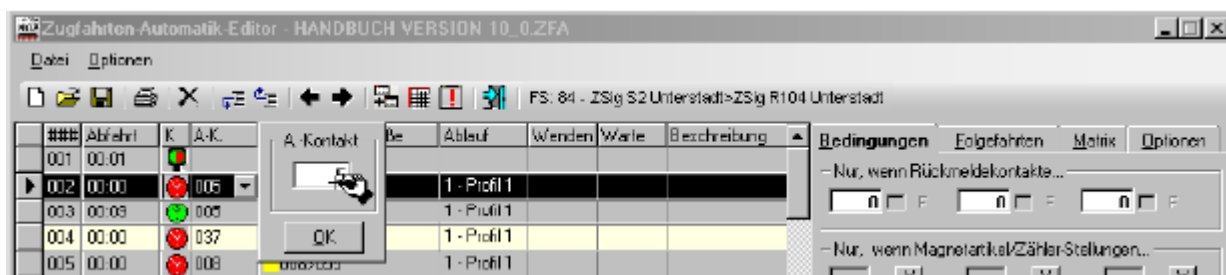 Zugfahrten-Automatik-Editor - HANDBUCH VERSION 10_0.ZFA
Datei Optionen
FS: 84 - ZSig S2 Unterstadt>ZSig R104 Unterstadt
### Abfahrt K A-K. ße Ablauf Wenden Warte Beschreibung
001 00:01
002 00:00 005 1 - Profil 1
003 00:09 005 1 - Profil 1
004 00:00 037 1 - Profil 1
005 00:00 008 1 - Profil 1
A.-Kontakt
5
OK
Bedingungen Folgefahrten Matrix Optionen
Nur, wenn Rückmeldekontakte...
0 F 0 F 0 F
Nur, wenn Magnetartikel/Zähler-Stellungen...